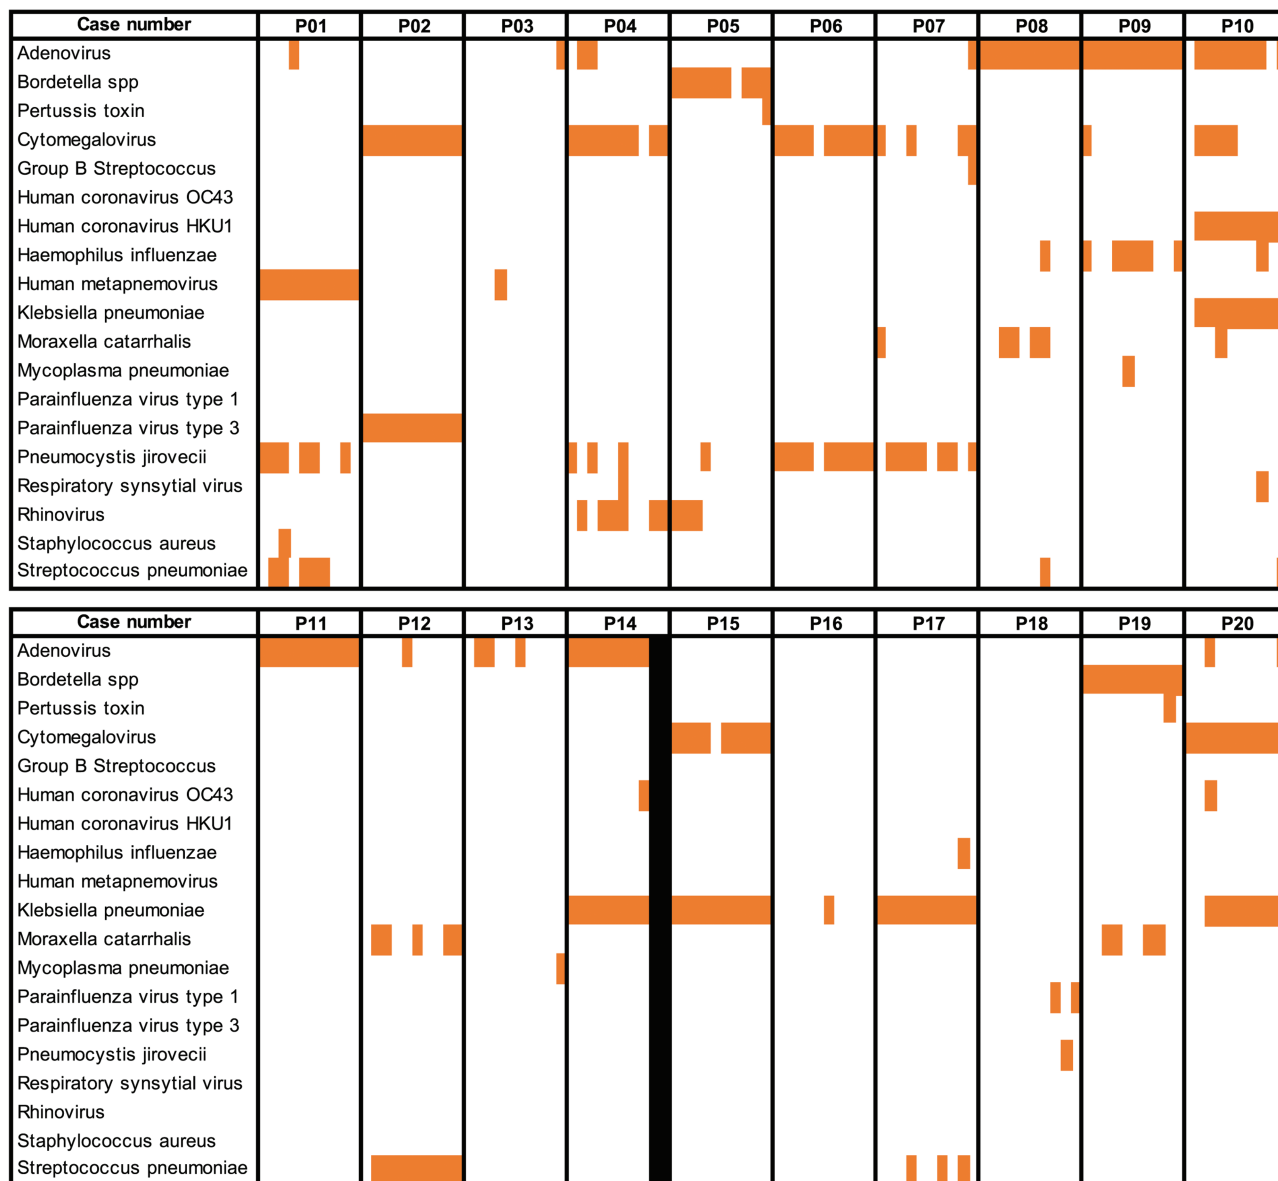 Case number P01 P02 P03 P04 P05 P06 P07 P08 P09 P10
Adenovirus
Bordetella spp
Pertussis toxin
Cytomegalovirus
Group B Streptococcus
Human coronavirus OC43
Human coronavirus HKU1
Haemophilus influenzae
Human metapnemovirus
Klebsiella pneumoniae
Moraxella catarrhalis
Mycoplasma pneumoniae
Parainfluenza virus type 1
Parainfluenza virus type 3
Pneumocystis jirovecii
Respiratory synsytial virus
Rhinovirus
Staphylococcus aureus
Streptococcus pneumoniae
Case number P11 P12 P13 P14 P15 P16 P17 P18 P19 P20
Adenovirus
Bordetella spp
Pertussis toxin
Cytomegalovirus
Group B Streptococcus
Human coronavirus OC43
Human coronavirus HKU1
Haemophilus influenzae
Human metapnemovirus
Klebsiella pneumoniae
Moraxella catarrhalis
Mycoplasma pneumoniae
Parainfluenza virus type 1
Parainfluenza virus type 3
Pneumocystis jirovecii
Respiratory synsytial virus
Rhinovirus
Staphylococcus aureus
Streptococcus pneumoniae